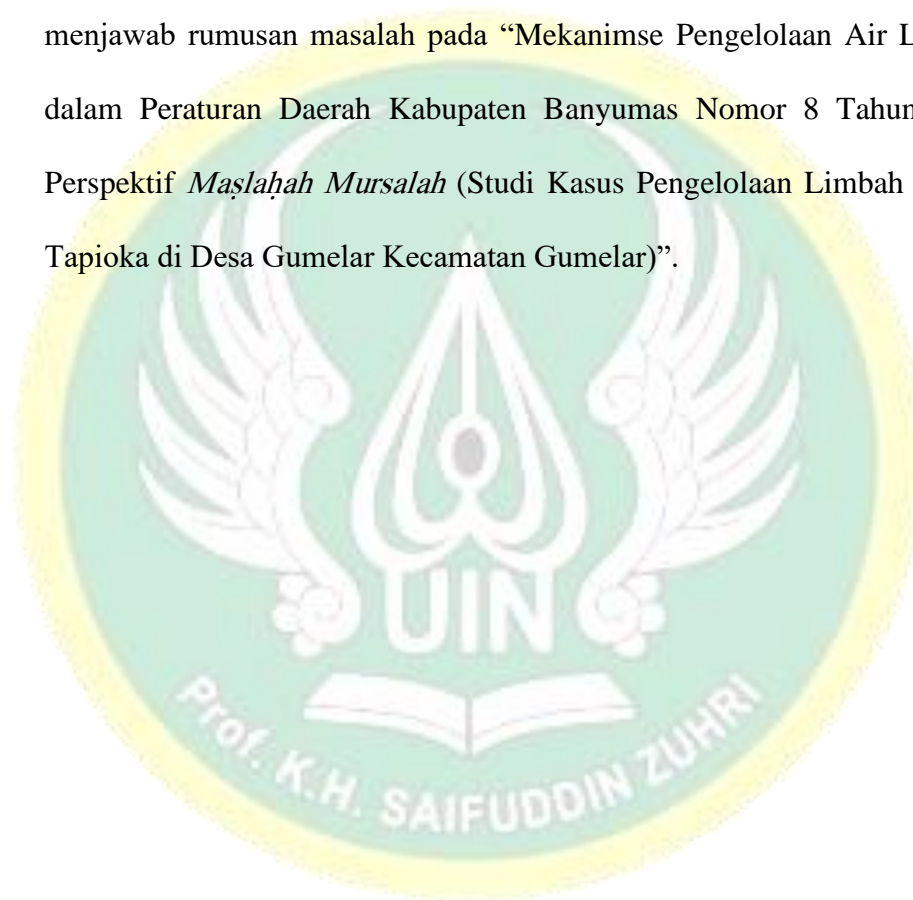 menjawab rumusan masalah pada “Mekanimse Pengelolaan Air L
dalam Peraturan Daerah Kabupaten Banyumas Nomor 8 Tahun
Perspektif Maṣlaḥah Mursalah (Studi Kasus Pengelolaan Limbah
Tapioka di Desa Gumelar Kecamatan Gumelar)”.
UIN
Prof. K.H. SAIFUDDIN ZUHRI